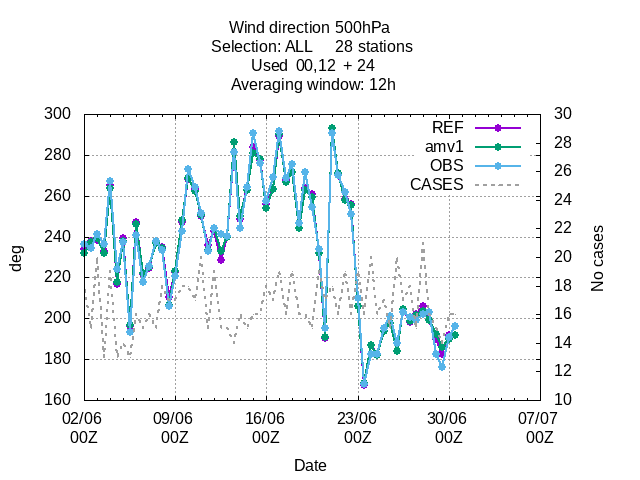 Wind direction 500hPa
Selection: ALL 28 stations
Used 00,12 + 24
Averaging window: 12h
300 30
REF
28
amv1
280
OBS
26
CASES
260 24
22
240
20
220
18
200 16
14
180
12
160 10
deg
No cases
02/06 09/06 16/06 23/06 30/06 07/07
00Z 00Z 00Z 00Z 00Z 00Z
Date